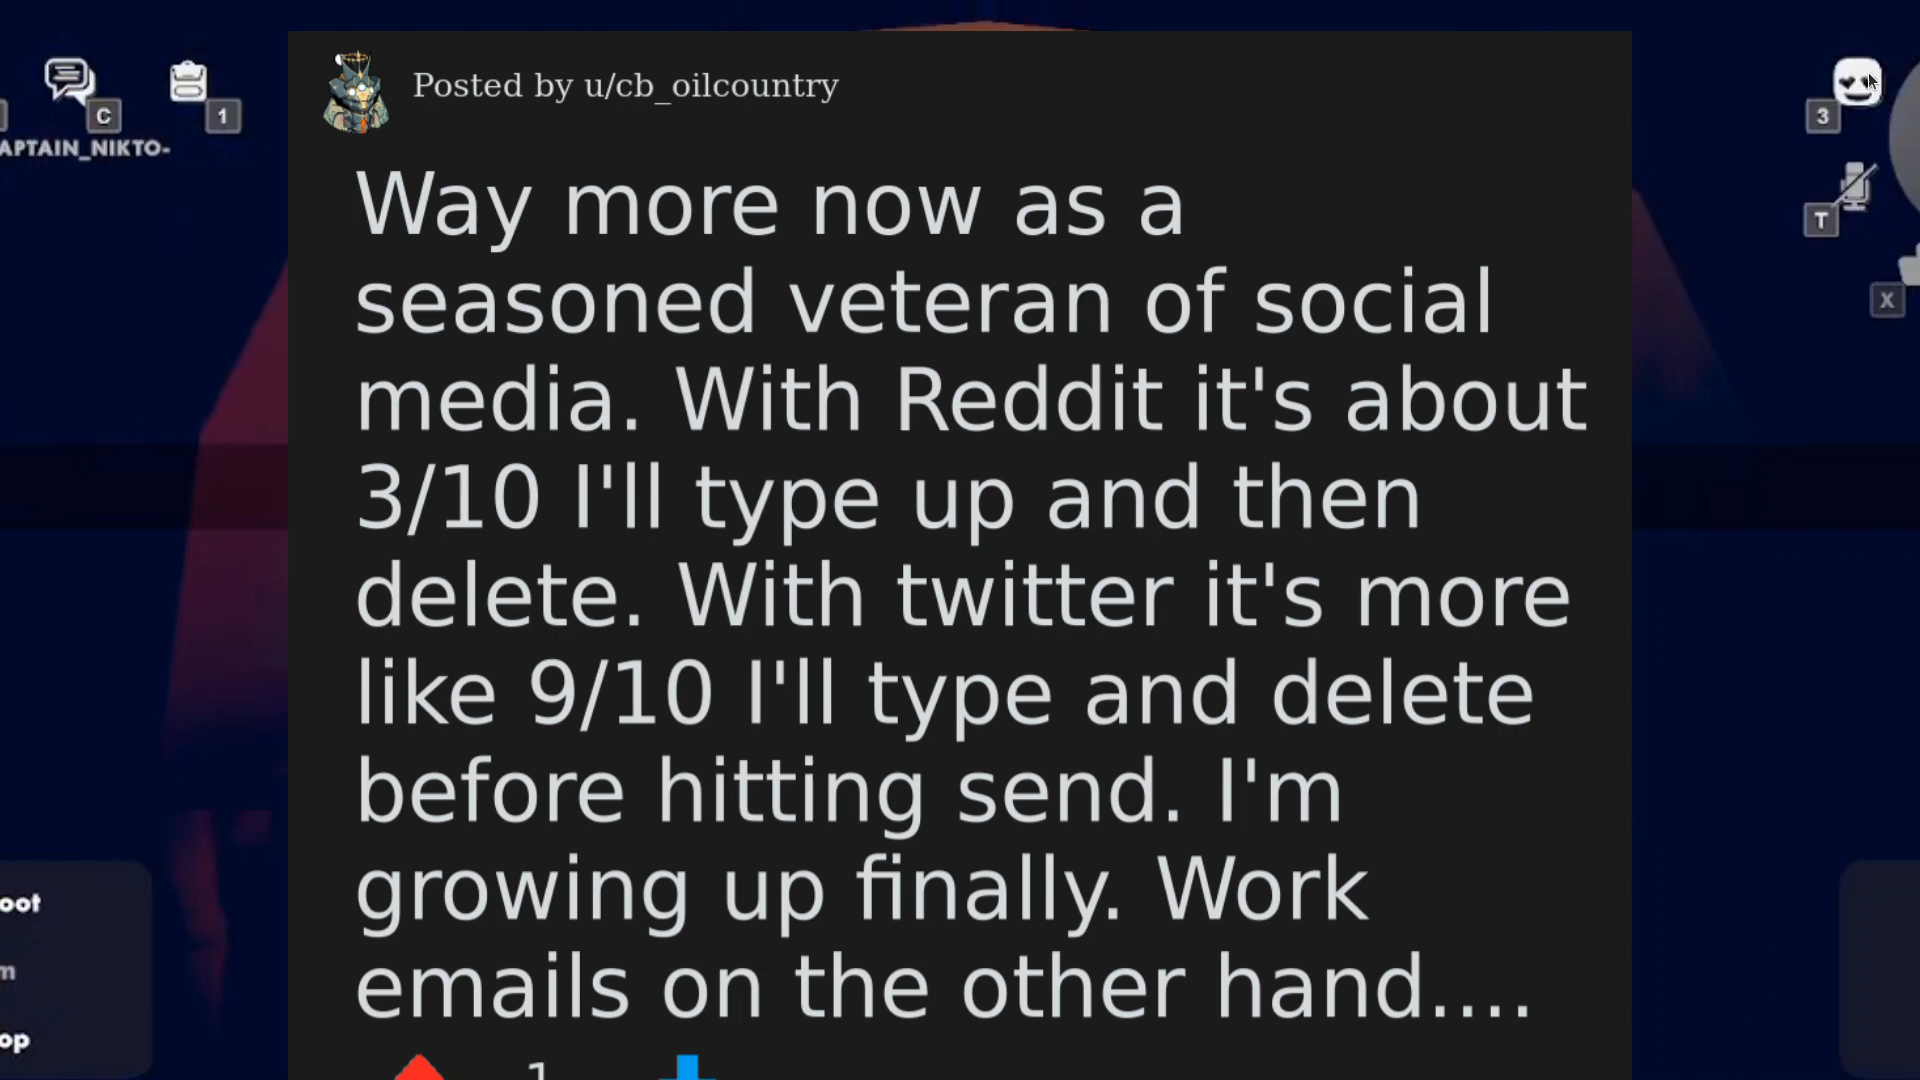 Posted by u/cb_oilcountry
C
1
APTAIN_NIKTO-
3
T
X
Way more now as a
seasoned veteran of social
media. With Reddit it's about
3/10 I'll type up and then
delete. With twitter it's more
like 9/10 I'll type and delete
before hitting send. I'm
growing up finally. Work
emails on the other hand....
oot
m
op
1